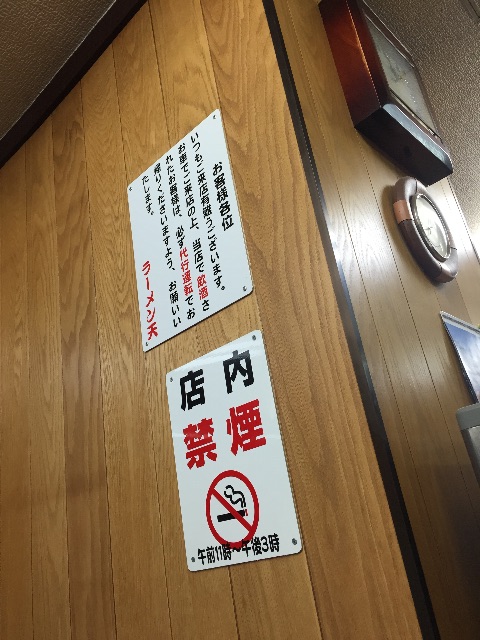 お客様各位
いつもご来店有難うございます。
お車でご来店の上、当店で飲酒さ
れたお客様は、必ず代行運転でお
帰りくださいますよう、お願いい
たします。
ラーメン天
店内
禁煙
午前11時〜午後3時